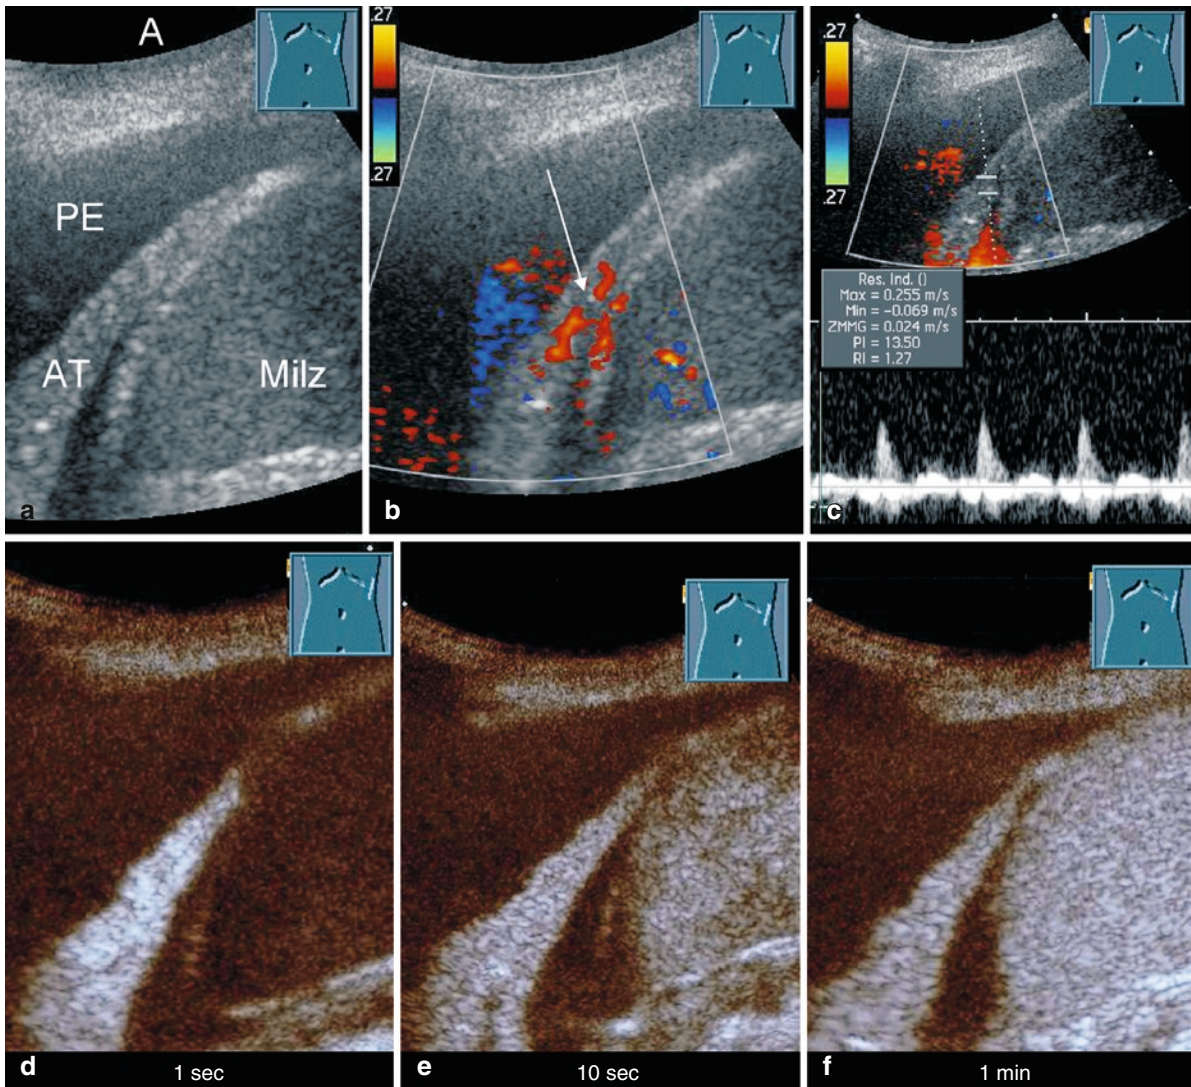 A
PE
AT
Milz
a
.27
.27
b
.27
.27
Res. Ind. ()
Max = 0.255 m/s
Min = -0.069 m/s
ZMMG = 0.024 m/s
PI = 13.50
RI = 1.27
c
d
1 sec
e
10 sec
f
1 min